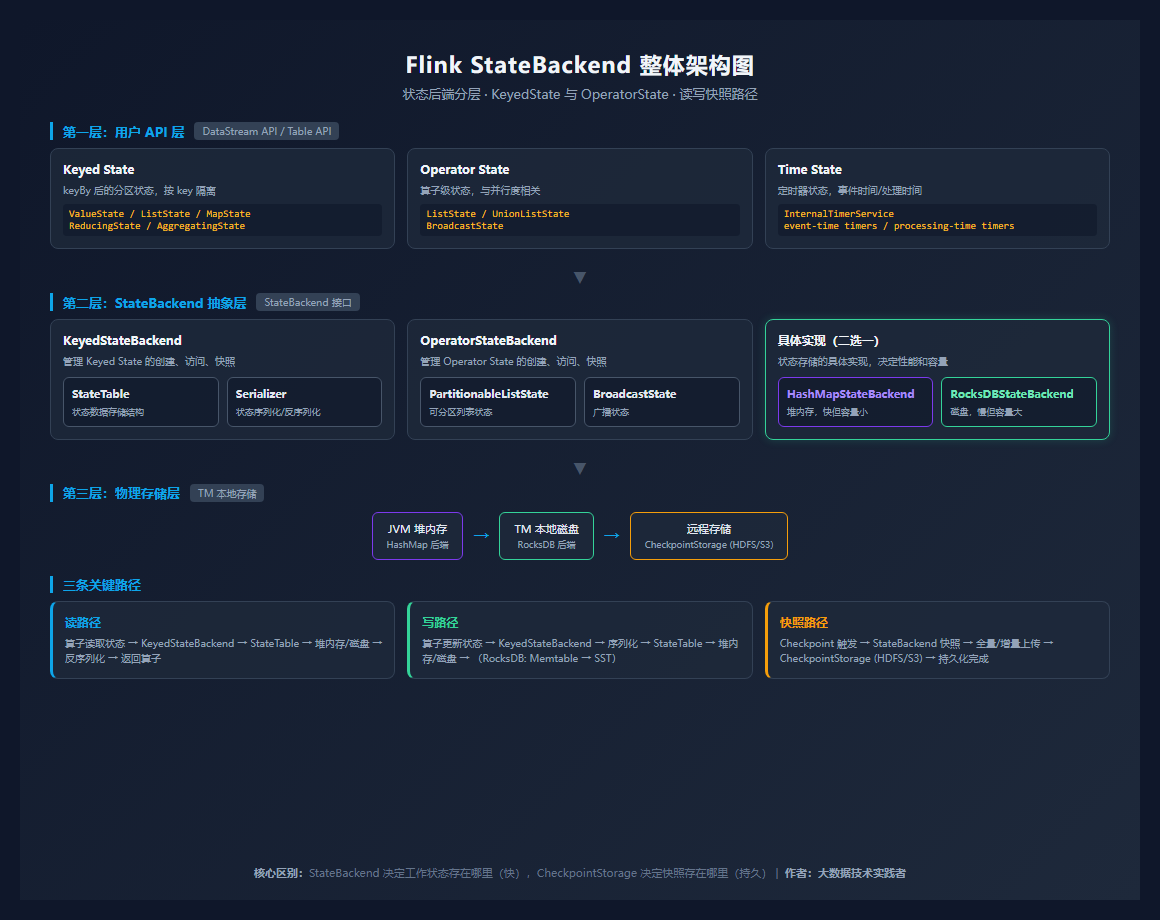 Flink StateBackend 整体架构图
状态后端分层 · KeyedState 与 OperatorState · 读写快照路径
第一层：用户 API 层
DataStream API / Table API
Keyed State
keyBy 后的分区状态，按 key 隔离
ValueState / ListState / MapState
ReducingState / AggregatingState
Operator State
算子级状态，与并行度相关
ListState / UnionListState
BroadcastState
Time State
定时器状态，事件时间/处理时间
InternalTimerService
event-time timers / processing-time timers
▼
第二层：StateBackend 抽象层
StateBackend 接口
KeyedStateBackend
管理 Keyed State 的创建、访问、快照
StateTable
状态数据存储结构
Serializer
状态序列化/反序列化
OperatorStateBackend
管理 Operator State 的创建、访问、快照
PartitionableListState
可分区列表状态
BroadcastState
广播状态
具体实现（二选一）
状态存储的具体实现，决定性能和容量
HashMapStateBackend
堆内存，快但容量小
RocksDBStateBackend
磁盘，慢但容量大
▼
第三层：物理存储层
TM 本地存储
JVM 堆内存
HashMap 后端
→
TM 本地磁盘
RocksDB 后端
→
远程存储
CheckpointStorage (HDFS/S3)
三条关键路径
读路径
算子读取状态 → KeyedStateBackend → StateTable → 堆内存/磁盘 →
反序列化 → 返回算子
写路径
算子更新状态 → KeyedStateBackend → 序列化 → StateTable → 堆内
存/磁盘 → （RocksDB: Memtable → SST）
快照路径
Checkpoint 触发 → StateBackend 快照 → 全量/增量上传 →
CheckpointStorage (HDFS/S3) → 持久化完成
核心区别：StateBackend 决定工作状态存在哪里（快），CheckpointStorage 决定快照存在哪里（持久） | 作者：大数据技术实践者